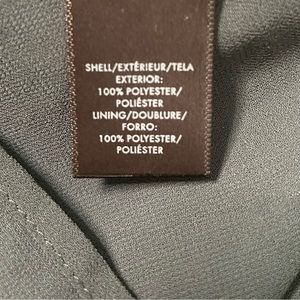 SHELL/EXTÉRIEUR/TELA
EXTERIOR:
100% POLYESTER/
POLIÉSTER
LINING/DOUBLURE/
FORRO:
100% POLYESTER/
POLIÉSTER